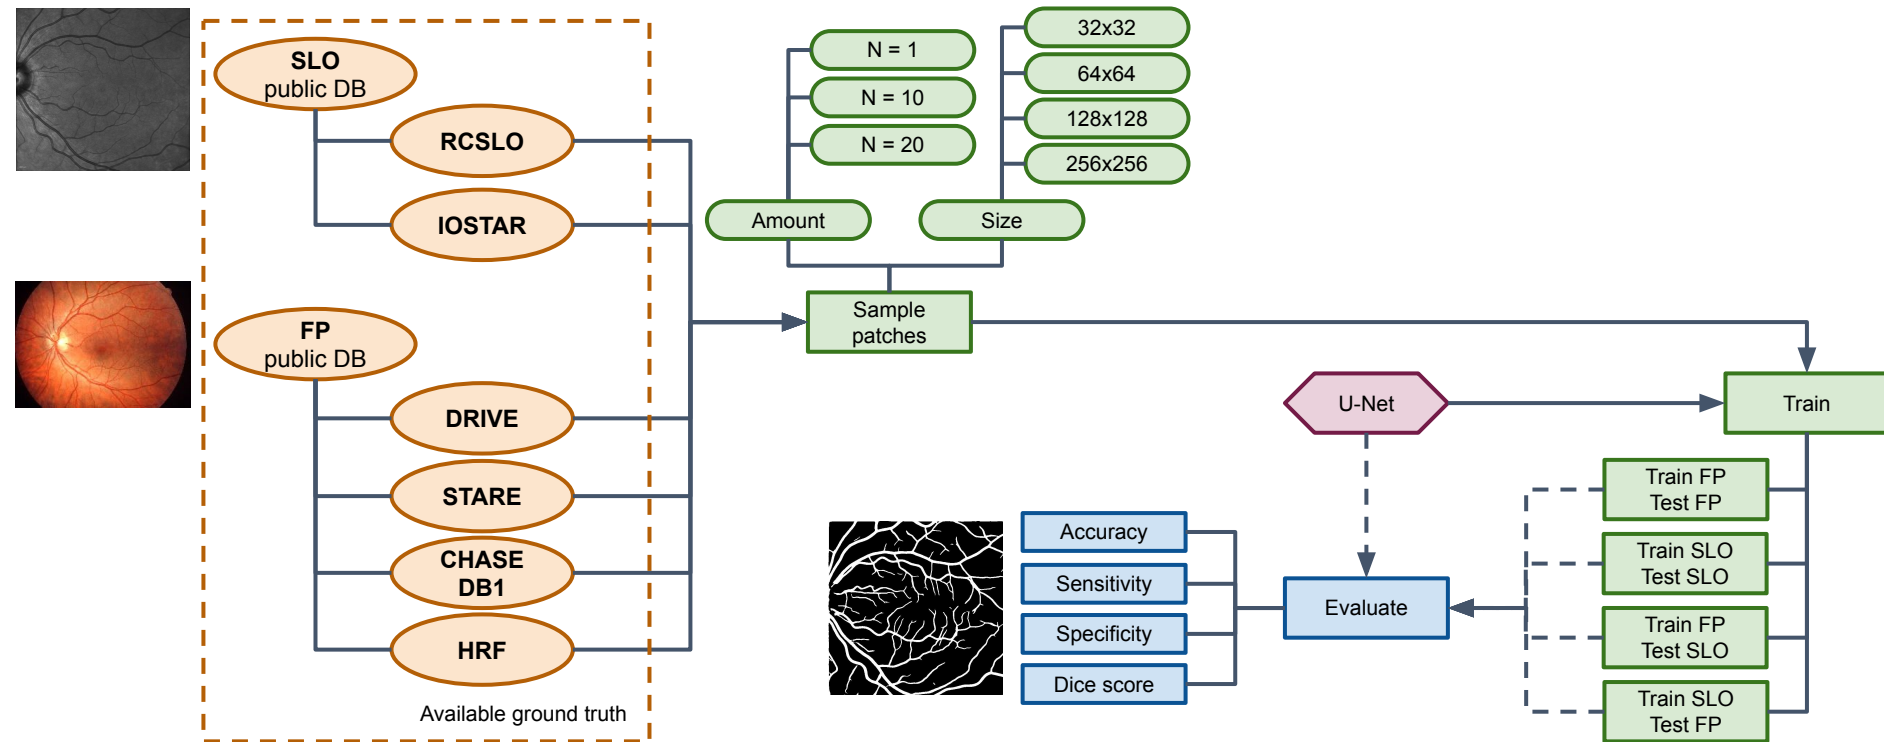 SLO
public DB
RCSLO
IOSTAR
FP
public DB
DRIVE
STARE
CHASE
DB1
HRF
Available ground truth
N = 1
N = 10
N = 20
Amount
32x32
64x64
128x128
256x256
Size
Sample
patches
U-Net
Train
Train FP
Test FP
Train SLO
Test SLO
Train FP
Test SLO
Train SLO
Test FP
Evaluate
Accuracy
Sensitivity
Specificity
Dice score